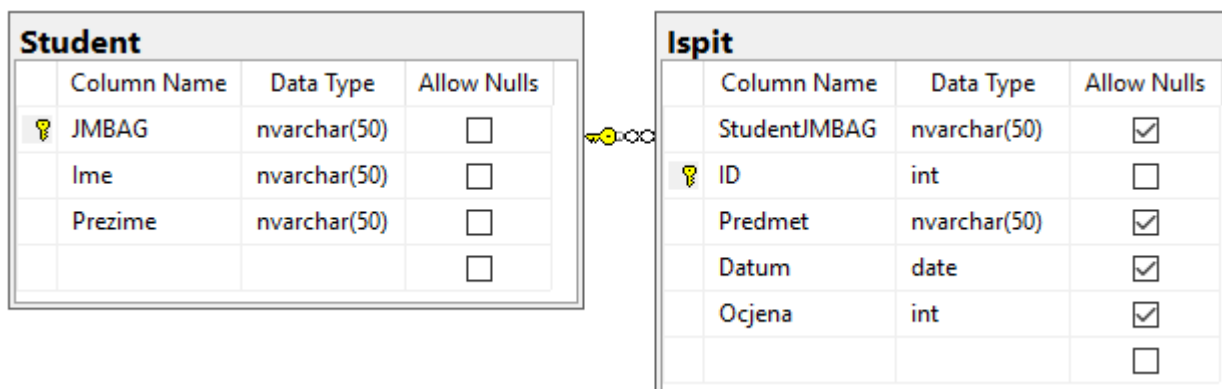 Student
Column Name Data Type Allow Nulls
JMBAG nvarchar(50)
Ime nvarchar(50)
Prezime nvarchar(50)
Ispit
Column Name Data Type Allow Nulls
StudentJMBAG nvarchar(50)
ID int
Predmet nvarchar(50)
Datum date
Ocjena int